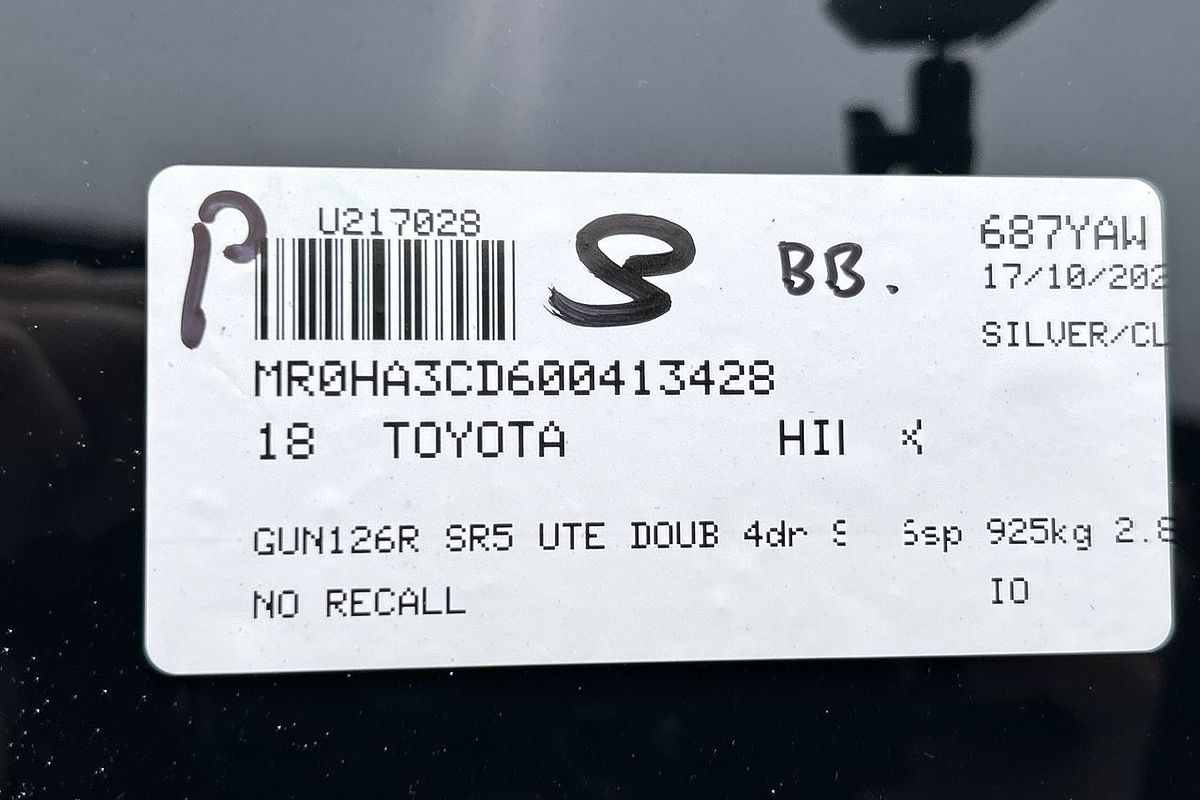 P U217028 S BB. 687YAW
17/10/202
SILVER/CL
MR0HA3CD600413428
18 TOYOTA
GUN126R SR5 UTE DOUB 4dr 6sp 925kg 2.8
NO RECALL IO